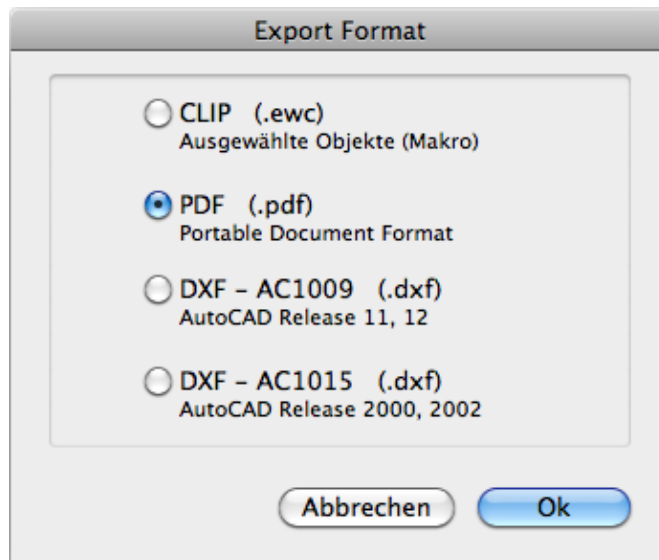 Export Format
CLIP (.ewc)
Ausgewählte Objekte (Makro)
PDF (.pdf)
Portable Document Format
DXF – AC1009 (.dxf)
AutoCAD Release 11, 12
DXF – AC1015 (.dxf)
AutoCAD Release 2000, 2002
Abbrechen Ok